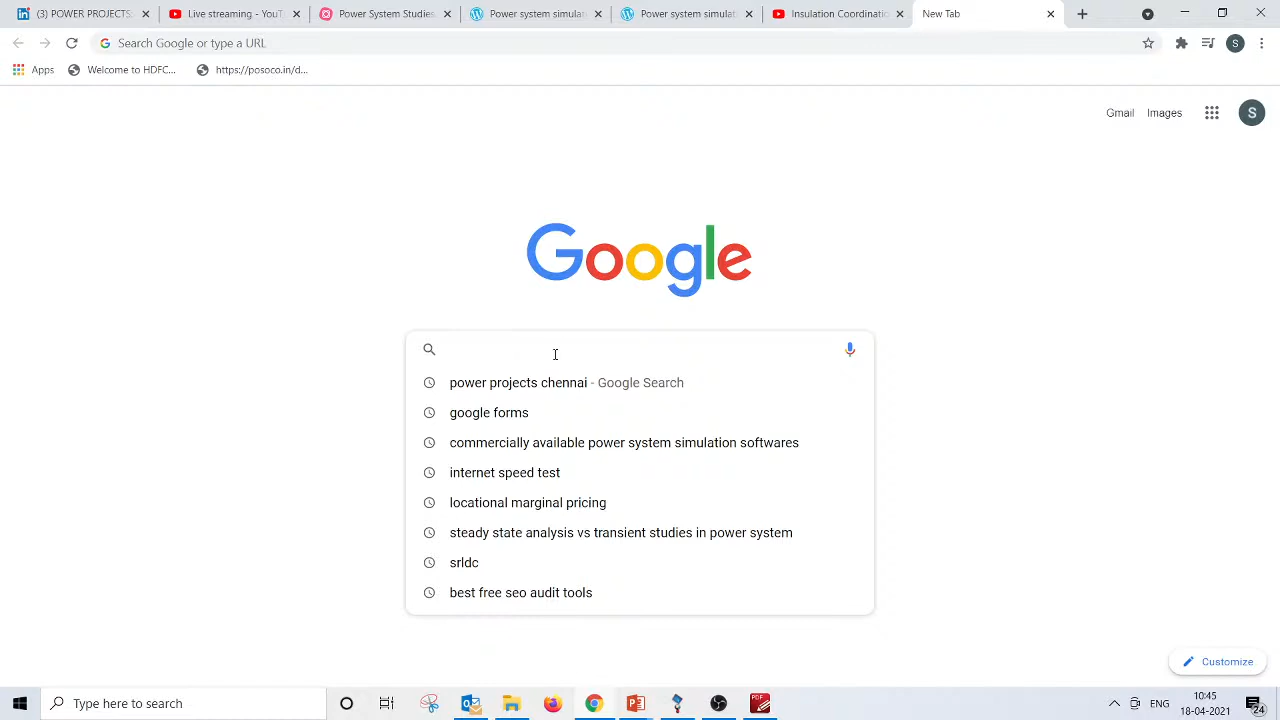 (3) POWER PROJECTS:
Live streaming - YouT
Power System Studies
Power system simulat
Power system simulati
Insulation Coordinatio
New Tab
Search Google or type a URL
S
Apps
Welcome to HDFC...
https://posoco.in/d...
Gmail
Images
S
Google
power projects chennai - Google Search
google forms
commercially available power system simulation softwares
internet speed test
locational marginal pricing
steady state analysis vs transient studies in power system
srldc
best free seo audit tools
Customize
Type here to search
PDF
ENG
10:45
18-04-2021
24